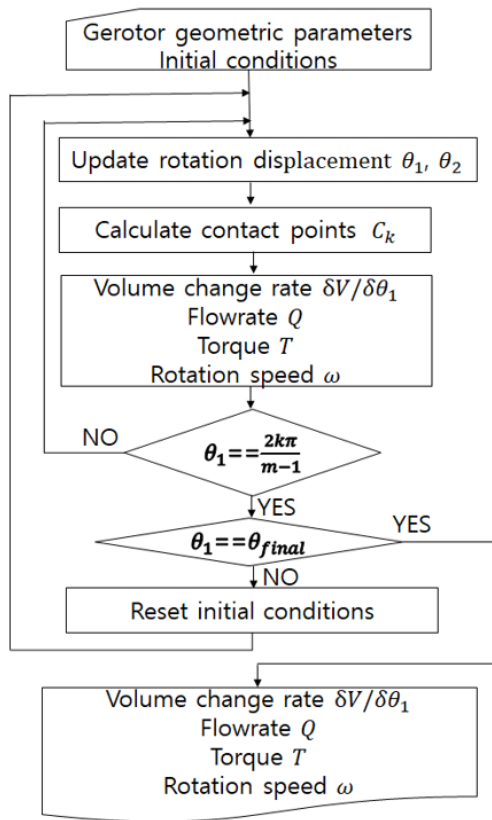 Gerotor geometric parameters
Initial conditions
Update rotation displacement θ₁, θ₂
Calculate contact points Cₖ
Volume change rate δV/δθ₁
Flowrate Q
Torque T
Rotation speed ω
NO
θ₁==2kπ/m−1
YES
YES
θ₁==θ_final
NO
Reset initial conditions
Volume change rate δV/δθ₁
Flowrate Q
Torque T
Rotation speed ω